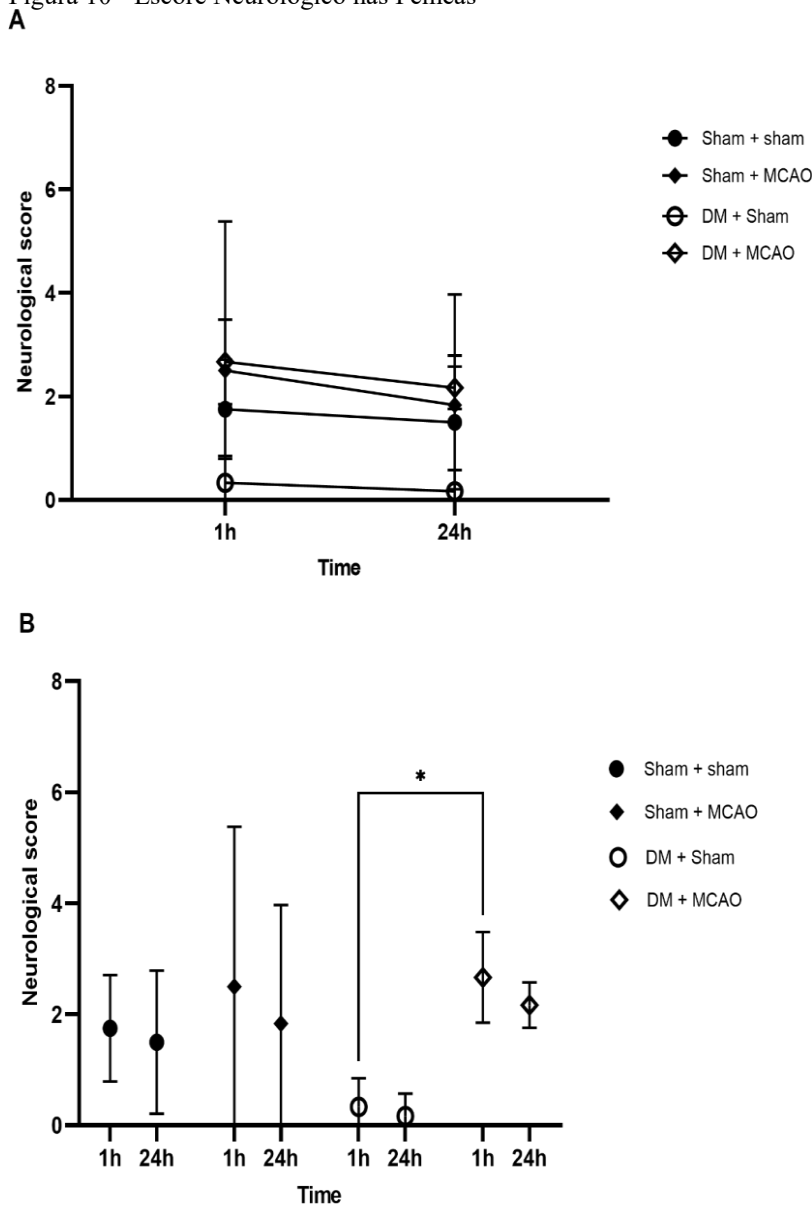 Figura 10 - Escore Neurológico nas Fêmeas
A
8
6
4
2
0
Neurological score
1h 24h
Time
Sham + sham
Sham + MCAO
DM + Sham
DM + MCAO
B
8
6
4
2
0
Neurological score
*
1h 24h 1h 24h 1h 24h 1h 24h
Time
Sham + sham
Sham + MCAO
DM + Sham
DM + MCAO